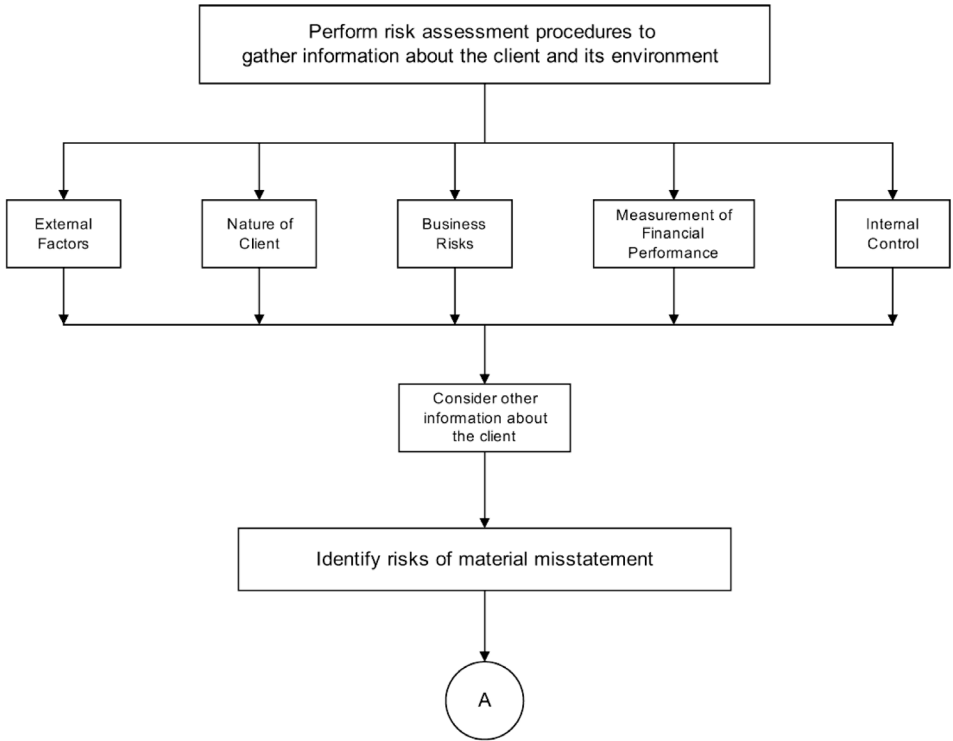 Perform risk assessment procedures to
gather information about the client and its environment
External
Factors
Nature of
Client
Business
Risks
Measurement of
Financial
Performance
Internal
Control
Consider other
information about
the client
Identify risks of material misstatement
A